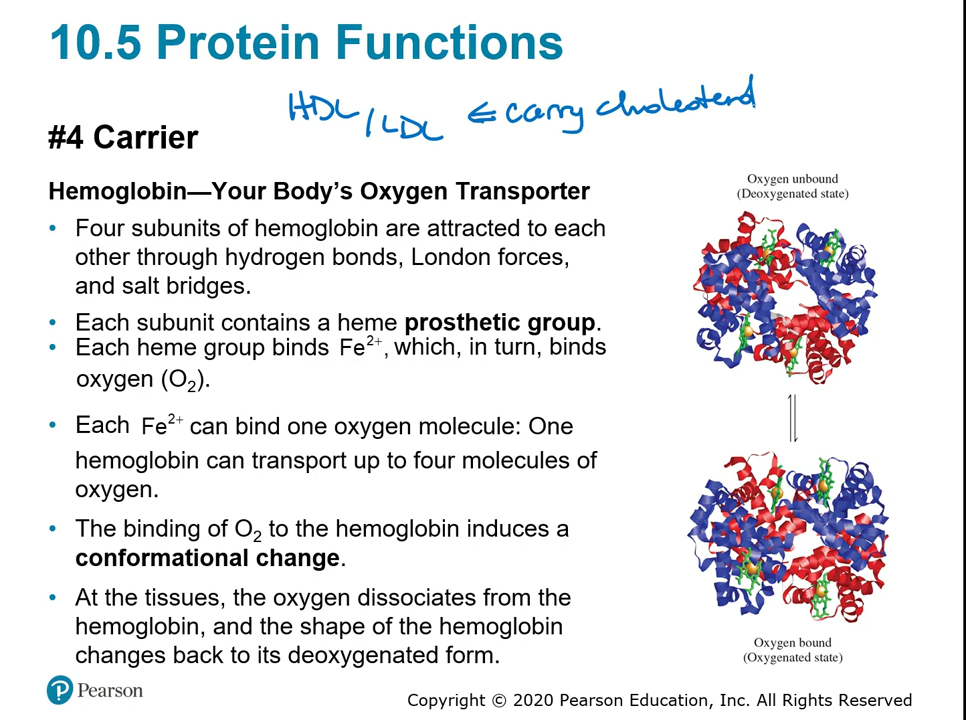 10.5 Protein Functions
HDL / LDL ⇐ carry cholesterol
#4 Carrier
Hemoglobin—Your Body’s Oxygen Transporter
• Four subunits of hemoglobin are attracted to each
other through hydrogen bonds, London forces,
and salt bridges.
• Each subunit contains a heme prosthetic group.
• Each heme group binds Fe²⁺, which, in turn, binds
oxygen (O₂).
• Each Fe²⁺ can bind one oxygen molecule: One
hemoglobin can transport up to four molecules of
oxygen.
• The binding of O₂ to the hemoglobin induces a
conformational change.
• At the tissues, the oxygen dissociates from the
hemoglobin, and the shape of the hemoglobin
changes back to its deoxygenated form.
Oxygen unbound
(Deoxygenated state)
Oxygen bound
(Oxygenated state)
P Pearson
Copyright © 2020 Pearson Education, Inc. All Rights Reserved